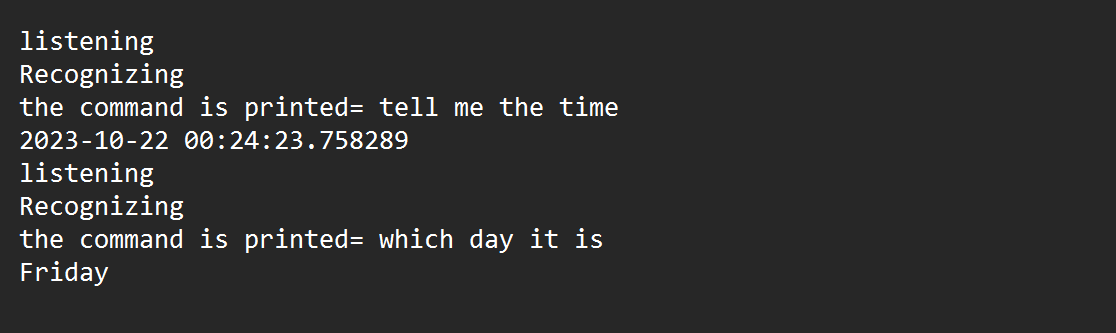 listening
Recognizing
the command is printed= tell me the time
2023-10-22 00:24:23.758289
listening
Recognizing
the command is printed= which day it is
Friday